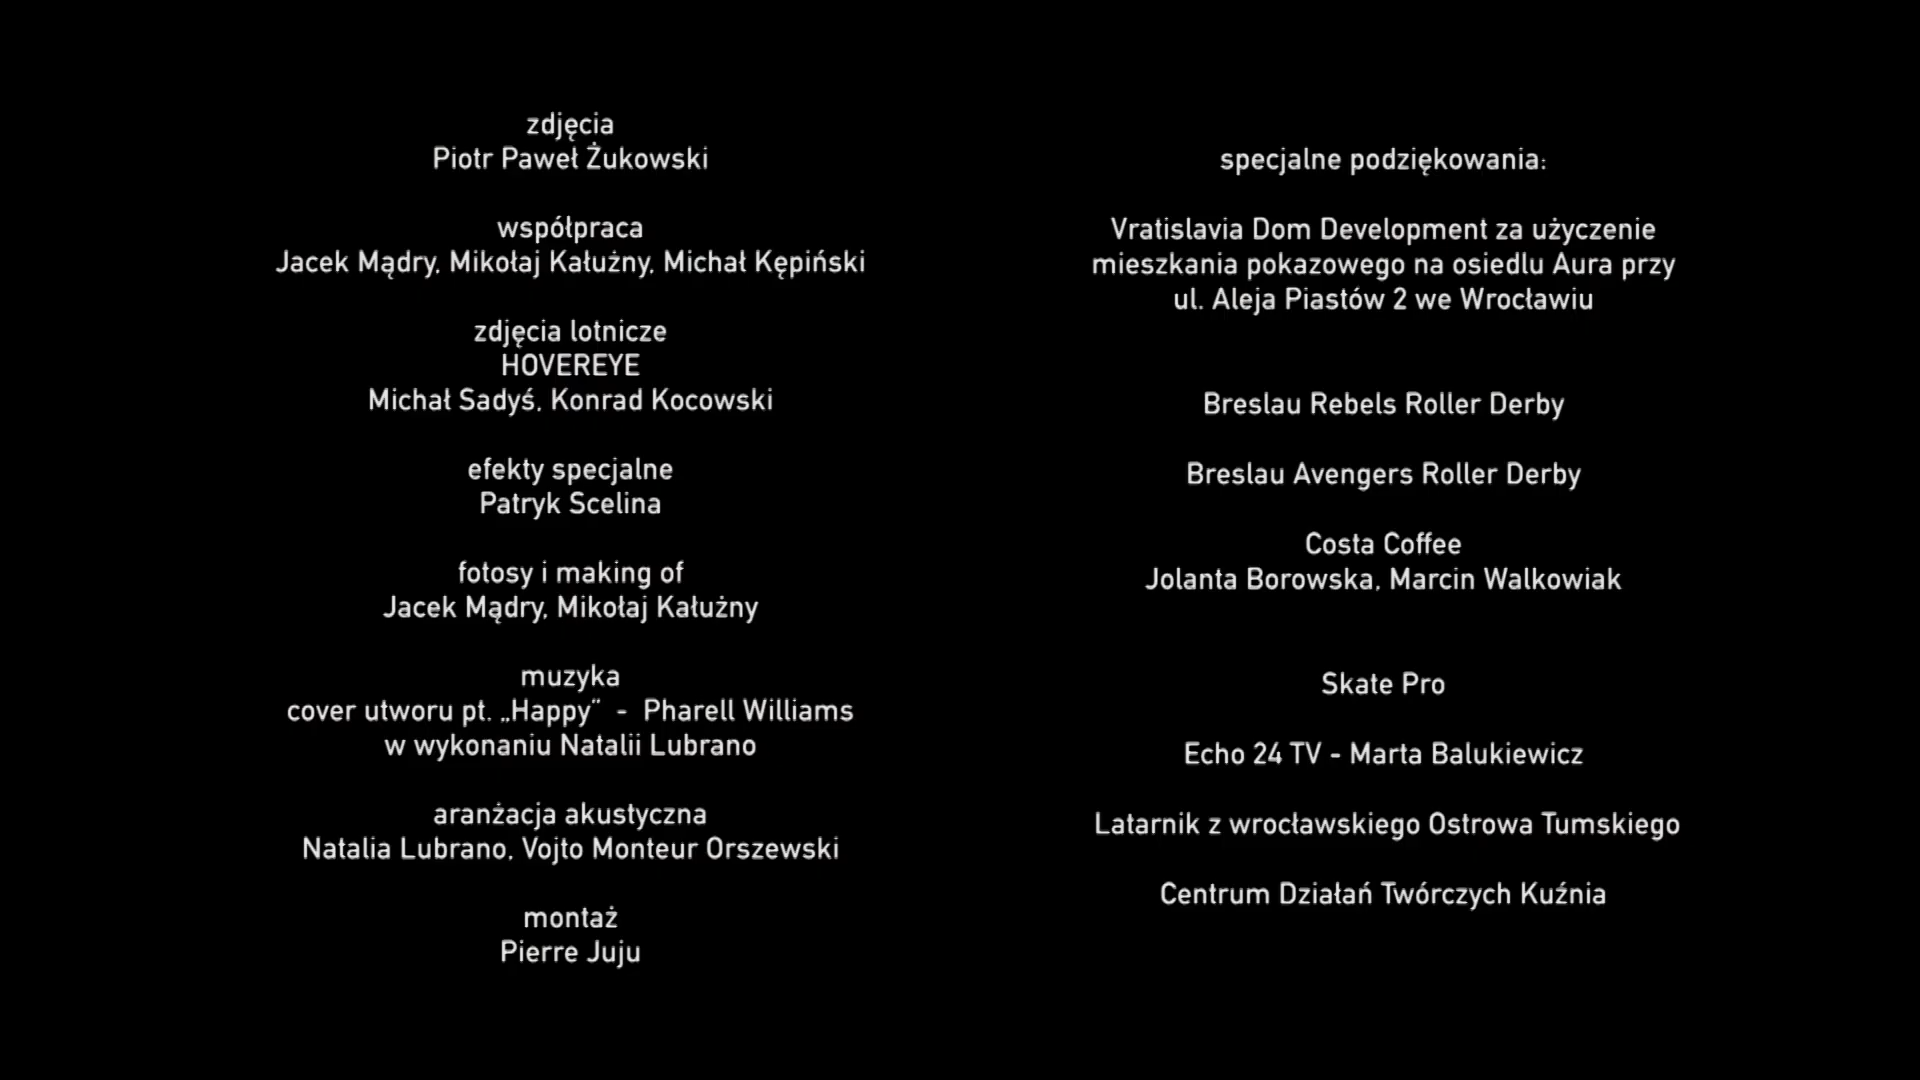 zdjęcia
Piotr Paweł Żukowski
współpraca
Jacek Mądry, Mikołaj Kałużny, Michał Kępiński
zdjęcia lotnicze
HOVEREYE
Michał Sadyś, Konrad Kocowski
efekty specjalne
Patryk Scelina
fotosy i making of
Jacek Mądry, Mikołaj Kałużny
muzyka
cover utworu pt. „Happy” - Pharell Williams
w wykonaniu Natalii Lubrano
aranżacja akustyczna
Natalia Lubrano, Vojto Monteur Orszewski
montaż
Pierre Juju
specjalne podziękowania:
Vratislavia Dom Development za użyczenie
mieszkania pokazowego na osiedlu Aura przy
ul. Aleja Piastów 2 we Wrocławiu
Breslau Rebels Roller Derby
Breslau Avengers Roller Derby
Costa Coffee
Jolanta Borowska, Marcin Walkowiak
Skate Pro
Echo 24 TV - Marta Balukiewicz
Latarnik z wrocławskiego Ostrowa Tumskiego
Centrum Działań Twórczych Kuźnia